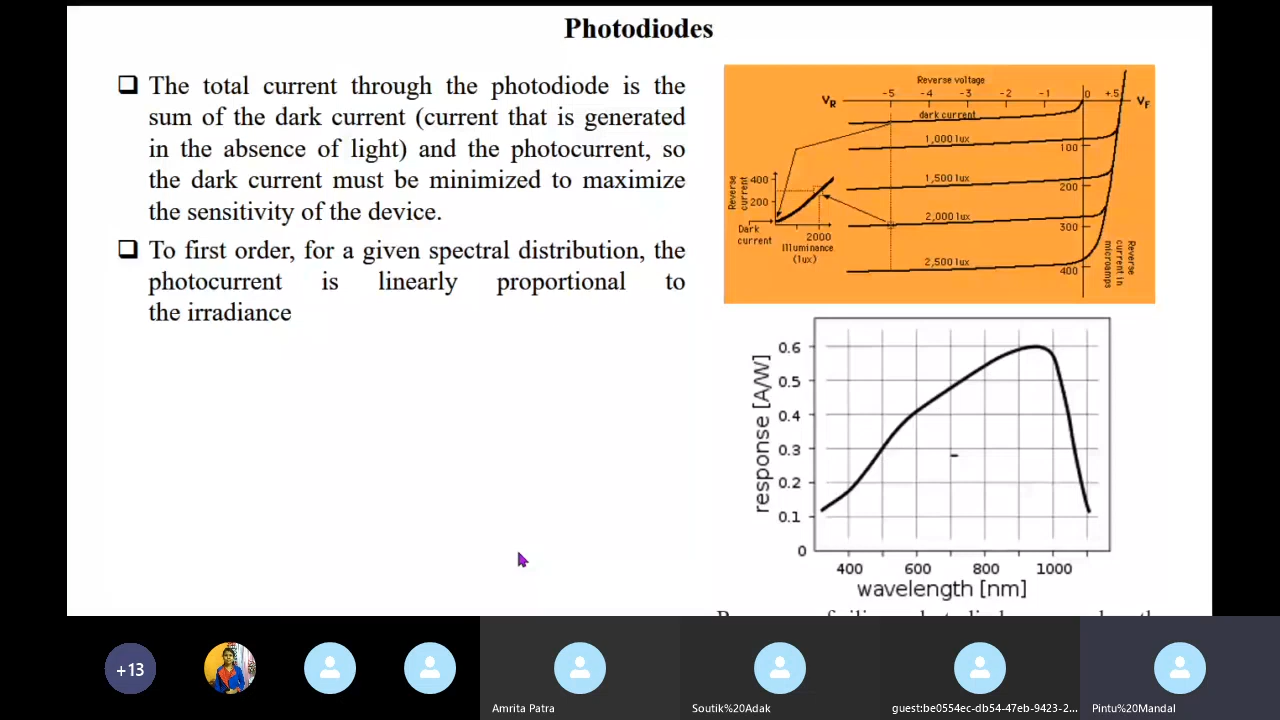 Photodiodes
❑ The total current through the photodiode is the
sum of the dark current (current that is generated
in the absence of light) and the photocurrent, so
the dark current must be minimized to maximize
the sensitivity of the device.
❑ To first order, for a given spectral distribution, the
photocurrent is linearly proportional to
the irradiance
Reverse voltage
-5 -4 -3 -2 -1 0 +.5
VR
VF
dark current
1,000 lux
100
1,500 lux
200
2,000 lux
300
2,500 lux
400
Reverse
current in
microamps
Reverse
current
400
200
Dark
current
2000
Illuminance
(lux)
response [A/W]
0.6
0.5
0.4
0.3
0.2
0.1
0
400 600 800 1000
wavelength [nm]
+13
Amrita Patra
Soutik%20Adak
guest:be0554ec-db54-47eb-9423-2...
Pintu%20Mandal